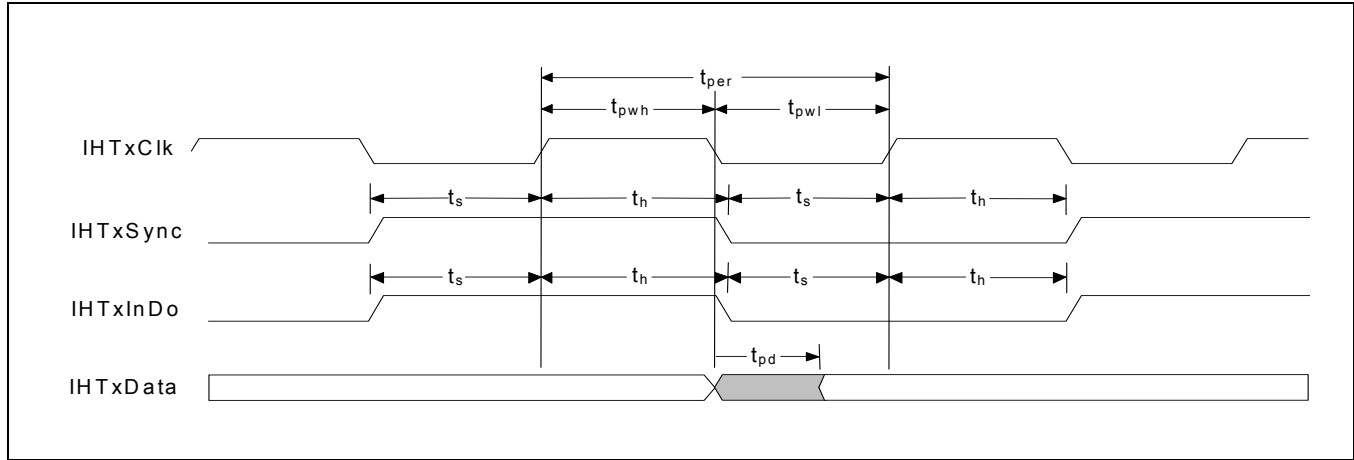 tper
tpwh tpwl
IHTxClk
ts th ts th
IHTxSync
ts th ts th
IHTxInDo
tpd
IHTxData